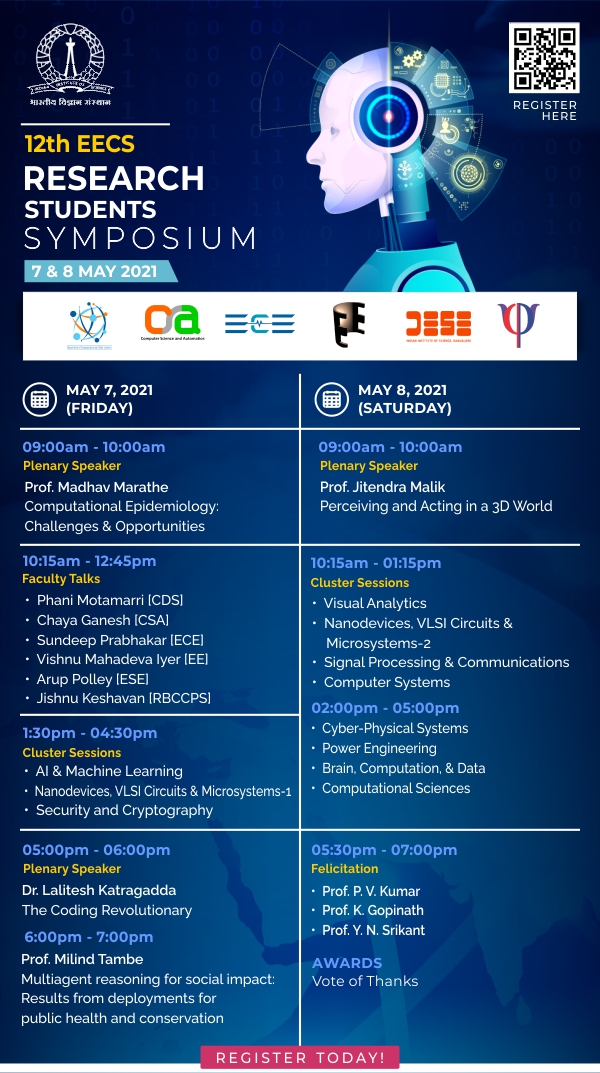 भारतीय विज्ञान संस्थान
REGISTER
HERE
12th EECS
RESEARCH
STUDENTS
SYMPOSIUM
7 & 8 MAY 2021
Computer Science and Automation
ECE
DESE
INDIAN INSTITUTE OF SCIENCE, BANGALORE
MAY 7, 2021
(FRIDAY)
09:00am - 10:00am
Plenary Speaker
Prof. Madhav Marathe
Computational Epidemiology:
Challenges & Opportunities
10:15am - 12:45pm
Faculty Talks
• Phani Motamarri [CDS]
• Chaya Ganesh [CSA]
• Sundeep Prabhakar [ECE]
• Vishnu Mahadeva Iyer [EE]
• Arup Polley [ESE]
• Jishnu Keshavan [RBCCPS]
1:30pm - 04:30pm
Cluster Sessions
• AI & Machine Learning
• Nanodevices, VLSI Circuits & Microsystems-1
• Security and Cryptography
05:00pm - 06:00pm
Plenary Speaker
Dr. Lalitesh Katragadda
The Coding Revolutionary
6:00pm - 7:00pm
Prof. Milind Tambe
Multiagent reasoning for social impact:
Results from deployments for
public health and conservation
MAY 8, 2021
(SATURDAY)
09:00am - 10:00am
Plenary Speaker
Prof. Jitendra Malik
Perceiving and Acting in a 3D World
10:15am - 01:15pm
Cluster Sessions
• Visual Analytics
• Nanodevices, VLSI Circuits &
Microsystems-2
• Signal Processing & Communications
• Computer Systems
02:00pm - 05:00pm
• Cyber-Physical Systems
• Power Engineering
• Brain, Computation, & Data
• Computational Sciences
05:30pm - 07:00pm
Felicitation
• Prof. P. V. Kumar
• Prof. K. Gopinath
• Prof. Y. N. Srikant
AWARDS
Vote of Thanks
REGISTER TODAY!